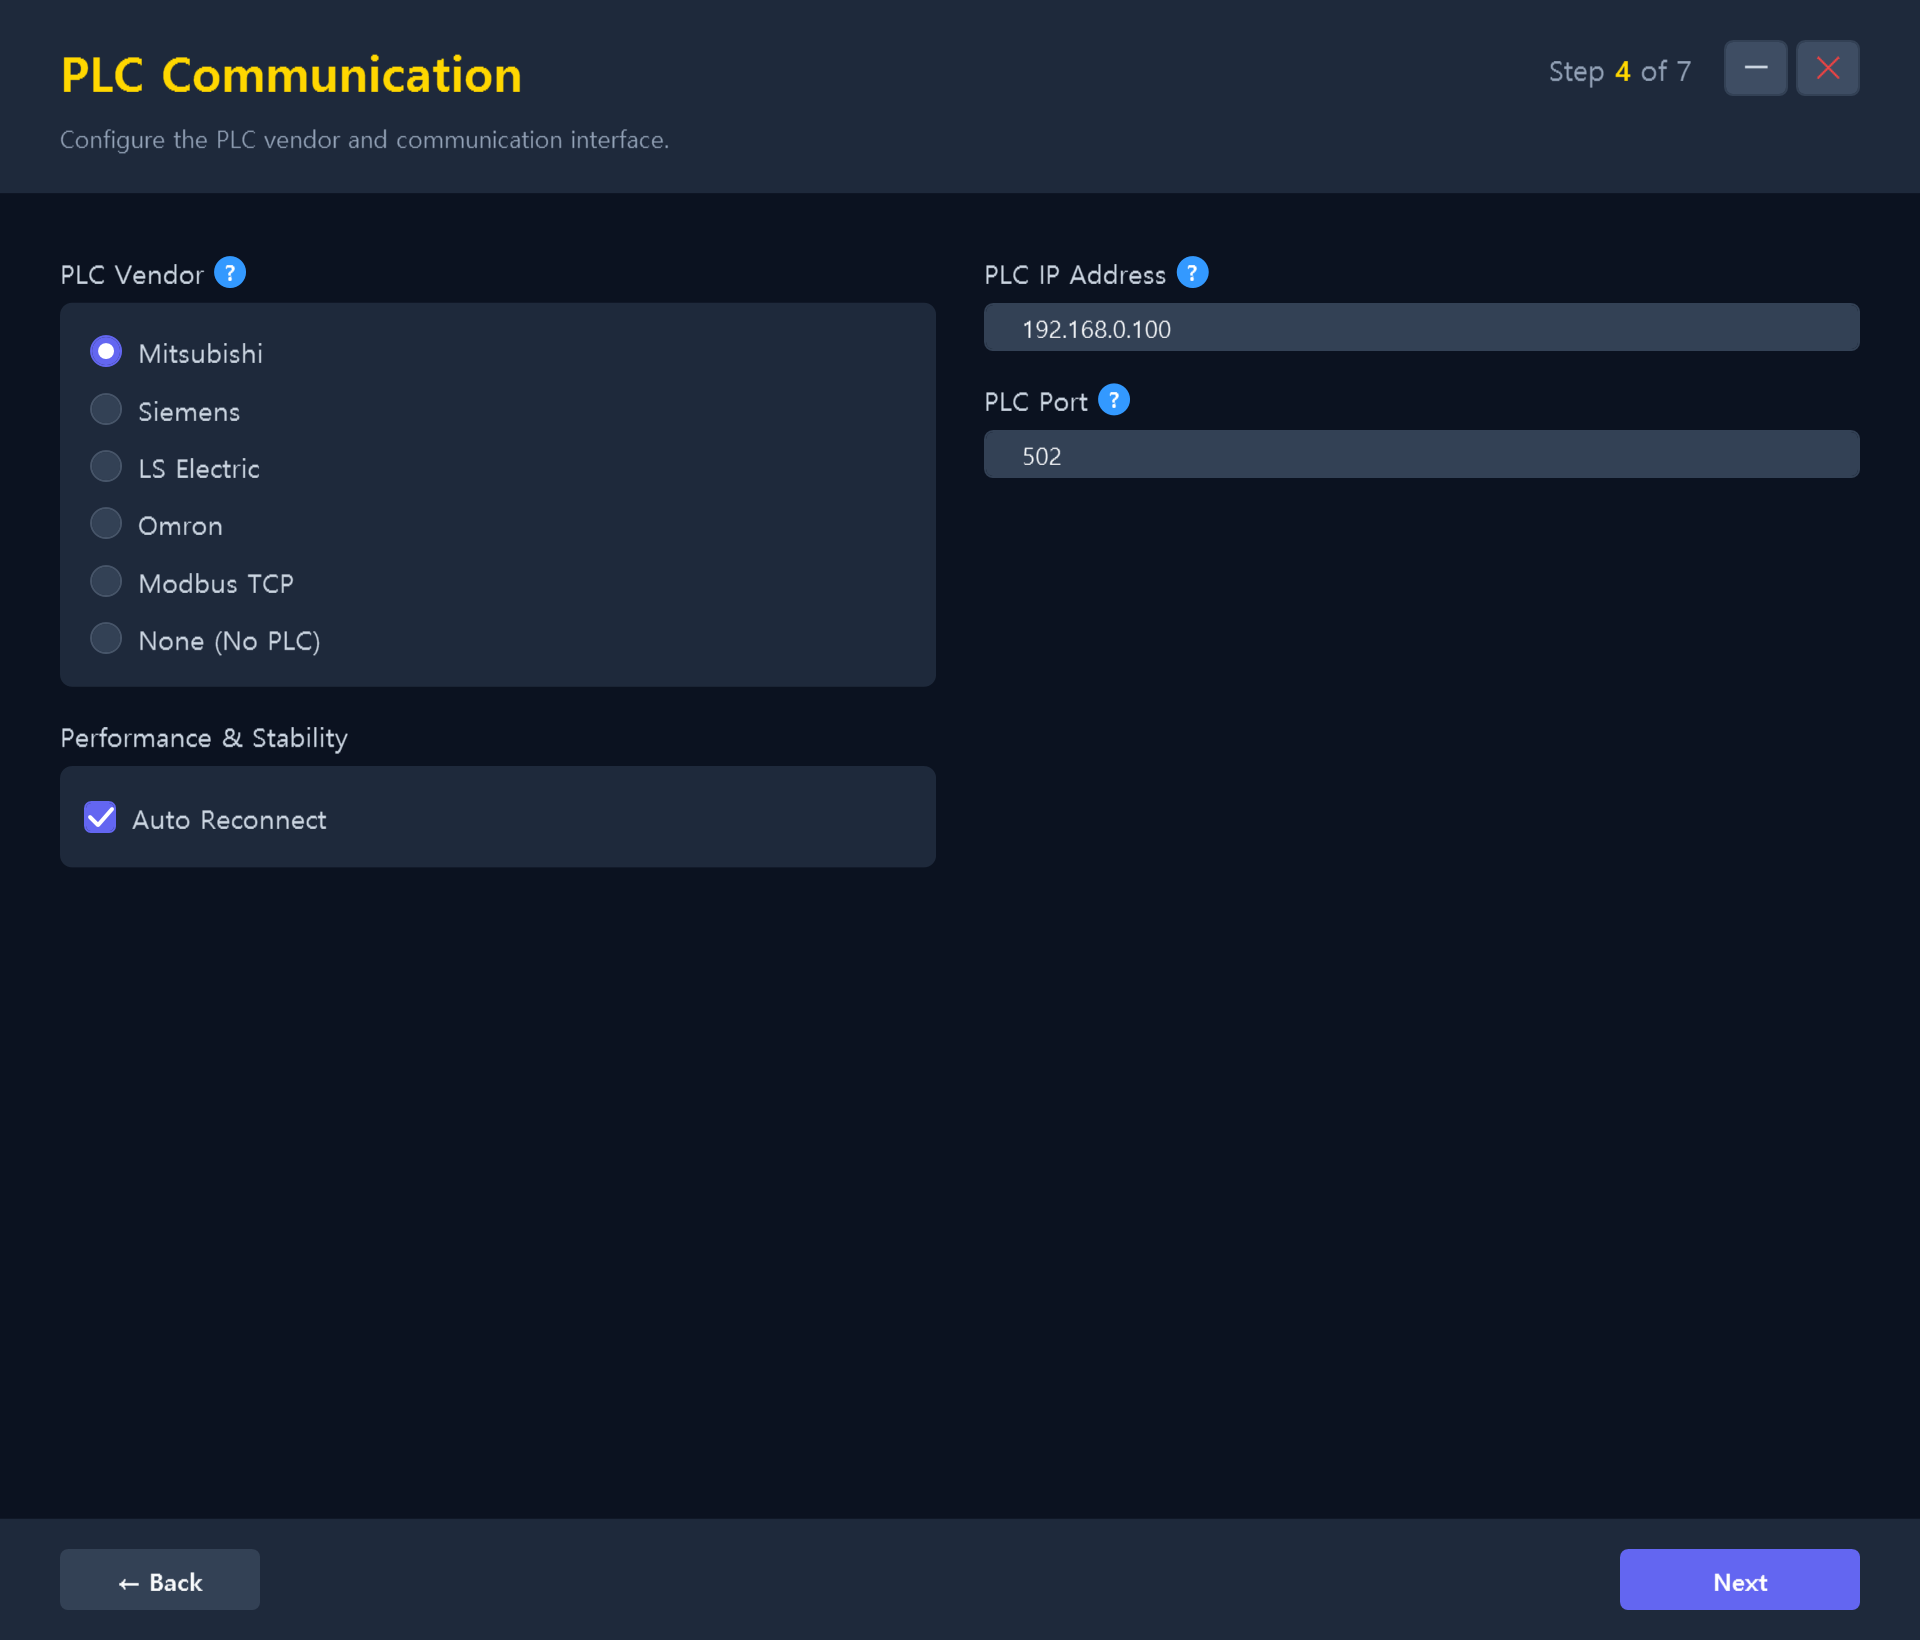 PLC Communication
Step 4 of 7
Configure the PLC vendor and communication interface.
PLC Vendor ?
Mitsubishi
Siemens
LS Electric
Omron
Modbus TCP
None (No PLC)
Performance & Stability
Auto Reconnect
PLC IP Address ?
192.168.0.100
PLC Port ?
502
← Back
Next